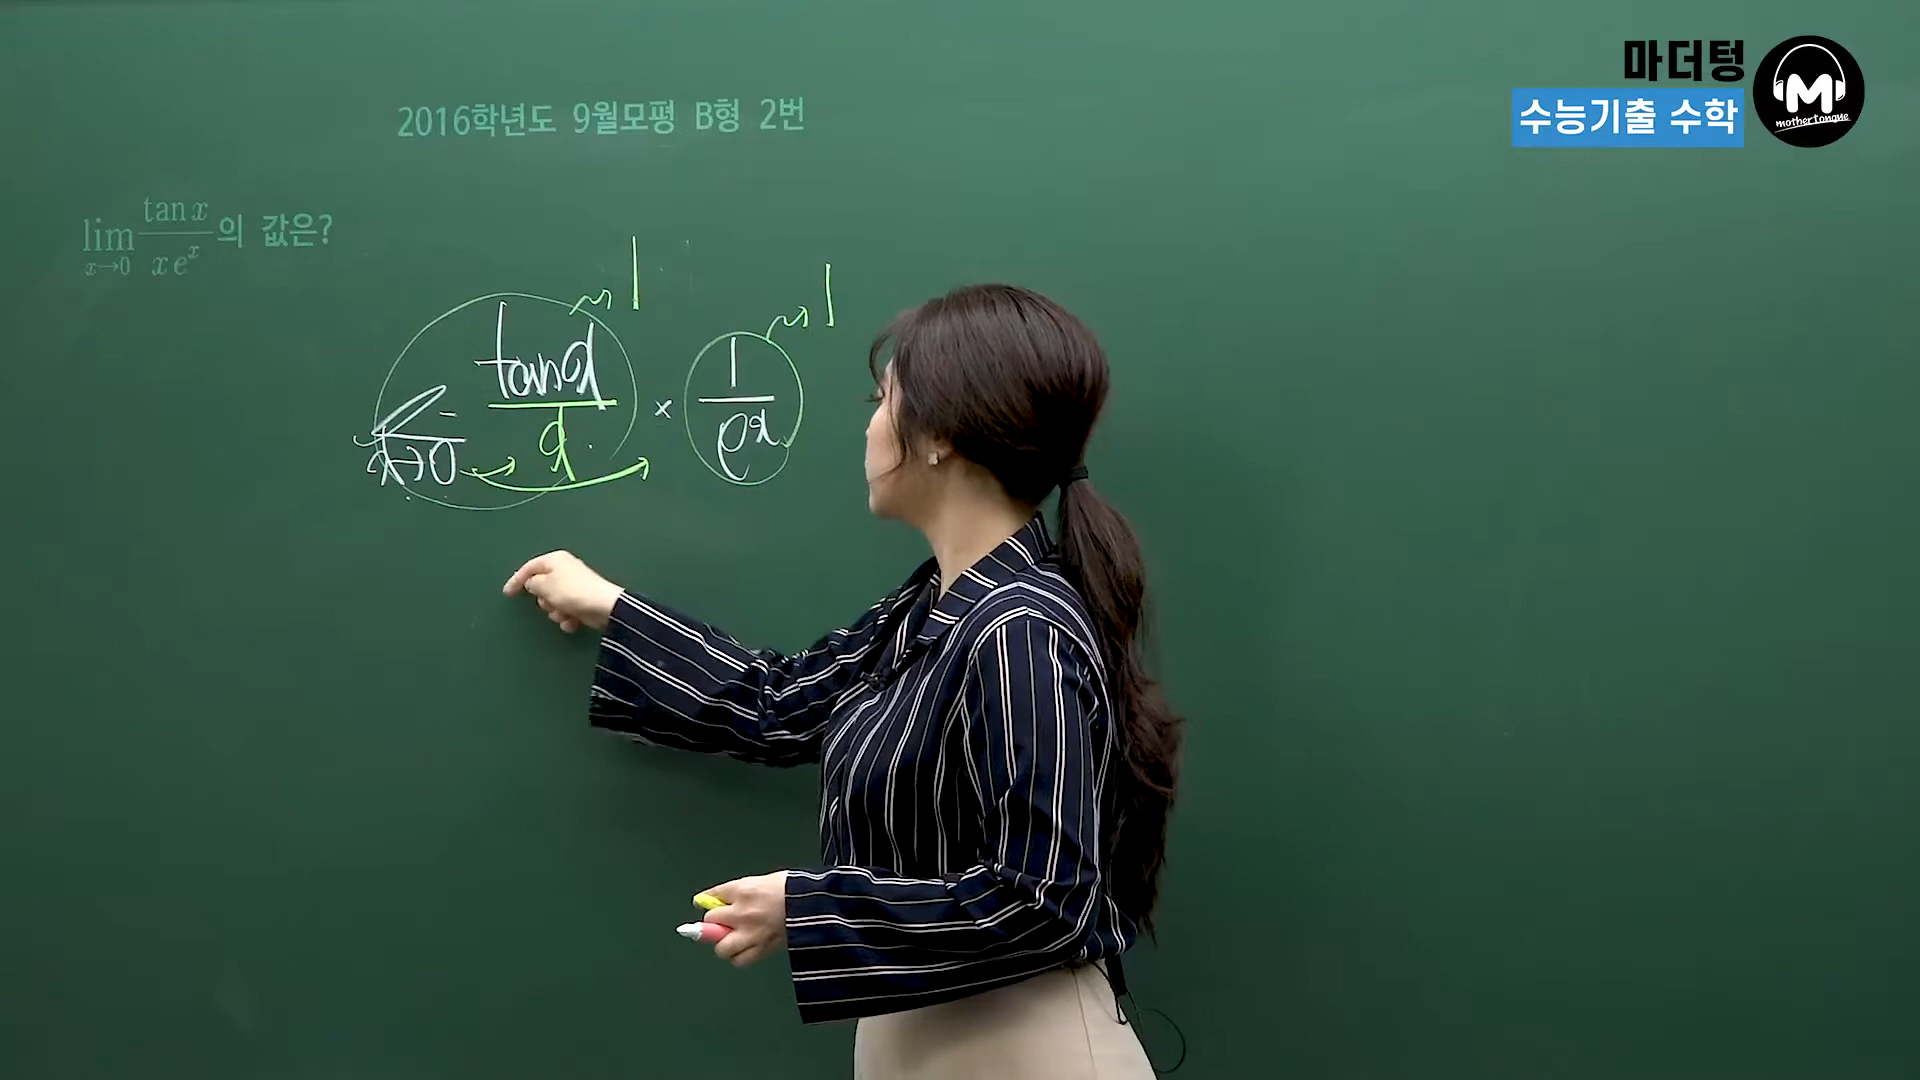 마더텅
수능기출 수학
M
mothertongue
2016학년도 9월모평 B형 2번
lim x→0 tan x / x e^x 의 값은?
lim x→0 tan x / x × 1 / e^x
1
1